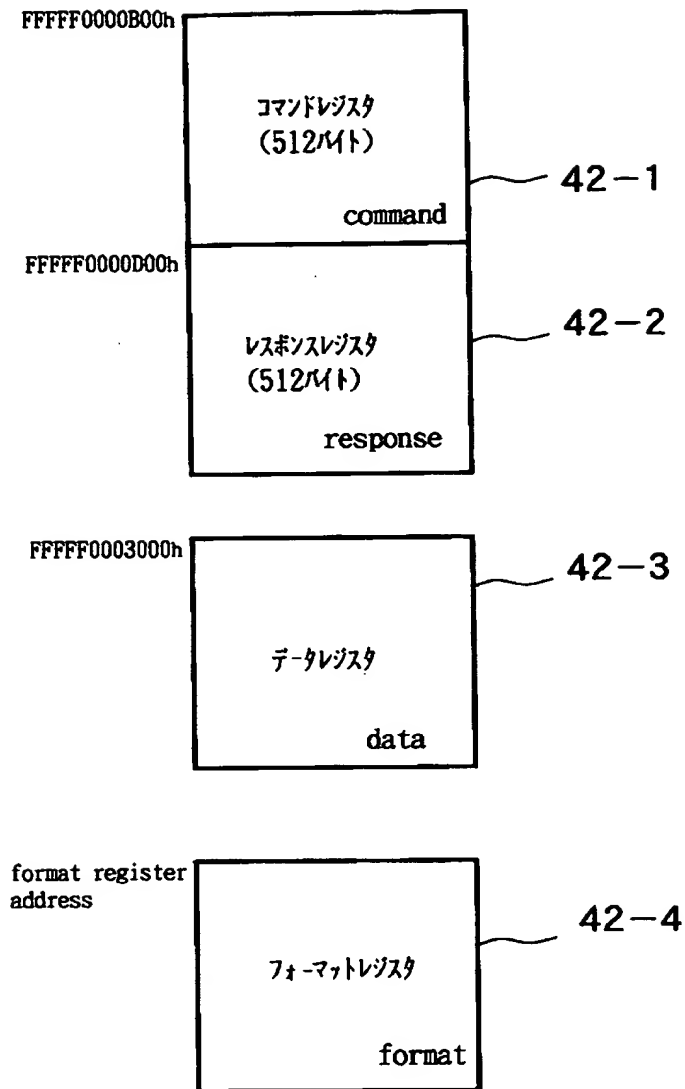 FFFFF0000B00h
コマンドレジスタ
(512バイト)
42-1
command
FFFFF0000D00h
42-2
レスポンスレジスタ
(512バイト)
response
FFFFF0003000h
42-3
データレジスタ
data
format register
address
42-4
フォーマットレジスタ
format